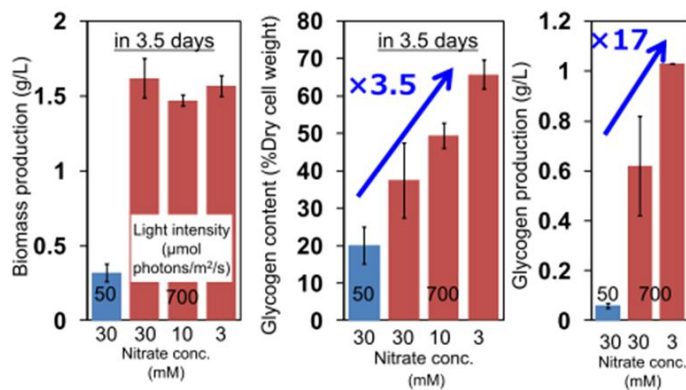 Biomass production (g/L)
2
1.5
1
0.5
0
in 3.5 days
Light intensity
(μmol
photons/m²/s)
50
700
30 30 10 3
Nitrate conc.
(mM)
Glycogen content (%Dry cell weight)
80
70
60
50
40
30
20
10
0
in 3.5 days
×3.5
50
700
30 30 10 3
Nitrate conc.
(mM)
Glycogen production (g/L)
1.2
1
0.8
0.6
0.4
0.2
0
×17
50
700
30 30 3
Nitrate conc.
(mM)